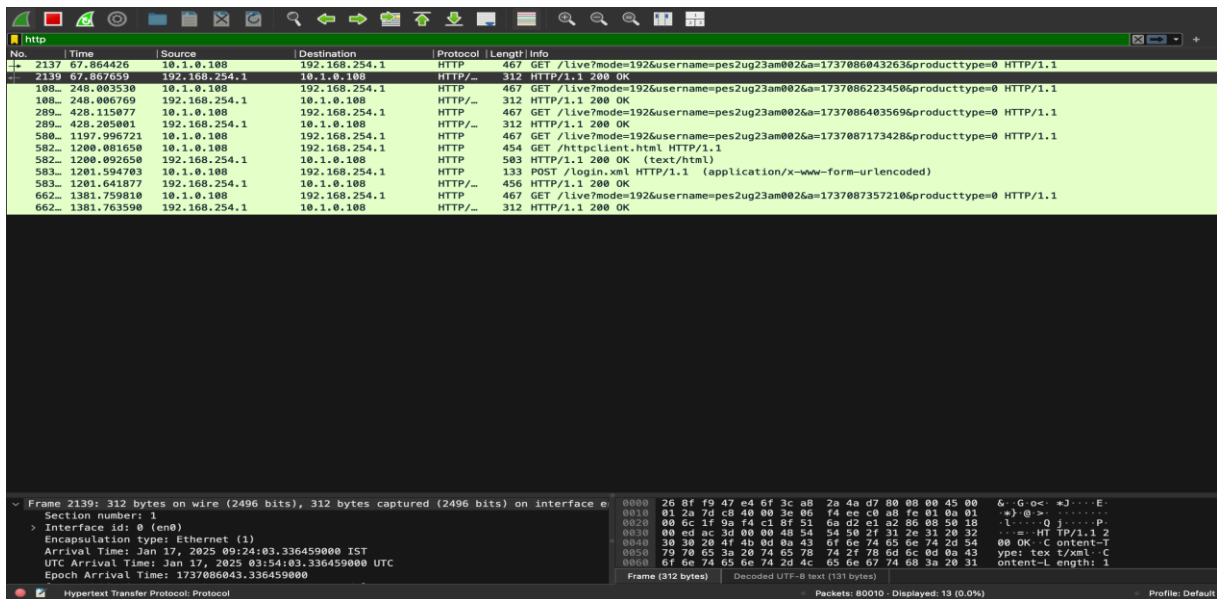 http
No. Time Source Destination Protocol Length Info
2137 67.864426 10.1.0.108 192.168.254.1 HTTP 467 GET /live?mode=192&username=pes2ug23am002&a=1737086043263&producttype=0 HTTP/1.1
2139 67.867659 192.168.254.1 10.1.0.108 HTTP/… 312 HTTP/1.1 200 OK
108… 248.003530 10.1.0.108 192.168.254.1 HTTP 467 GET /live?mode=192&username=pes2ug23am002&a=1737086223450&producttype=0 HTTP/1.1
108… 248.006769 192.168.254.1 10.1.0.108 HTTP/… 312 HTTP/1.1 200 OK
289… 428.115077 10.1.0.108 192.168.254.1 HTTP 467 GET /live?mode=192&username=pes2ug23am002&a=1737086403569&producttype=0 HTTP/1.1
289… 428.205001 192.168.254.1 10.1.0.108 HTTP/… 312 HTTP/1.1 200 OK
580… 1197.996721 10.1.0.108 192.168.254.1 HTTP 467 GET /live?mode=192&username=pes2ug23am002&a=1737087173428&producttype=0 HTTP/1.1
582… 1200.081650 10.1.0.108 192.168.254.1 HTTP 454 GET /httpclient.html HTTP/1.1
582… 1200.092650 192.168.254.1 10.1.0.108 HTTP 503 HTTP/1.1 200 OK (text/html)
583… 1201.594703 10.1.0.108 192.168.254.1 HTTP 133 POST /login.xml HTTP/1.1 (application/x-www-form-urlencoded)
583… 1201.641877 192.168.254.1 10.1.0.108 HTTP/… 456 HTTP/1.1 200 OK
662… 1381.759810 10.1.0.108 192.168.254.1 HTTP 467 GET /live?mode=192&username=pes2ug23am002&a=1737087357210&producttype=0 HTTP/1.1
662… 1381.763590 192.168.254.1 10.1.0.108 HTTP/… 312 HTTP/1.1 200 OK
Frame 2139: 312 bytes on wire (2496 bits), 312 bytes captured (2496 bits) on interface e
Section number: 1
Interface id: 0 (en0)
Encapsulation type: Ethernet (1)
Arrival Time: Jan 17, 2025 09:24:03.336459000 IST
UTC Arrival Time: Jan 17, 2025 03:54:03.336459000 UTC
Epoch Arrival Time: 1737086043.336459000
0000 26 8f f9 47 e4 6f 3c a8 2a 4a d7 80 08 00 45 00 &··G·o<· *J····E·
0010 01 2a 7d c8 40 00 3e 06 f4 ee c0 a8 fe 01 0a 01 ·*}·@·>· ········
0020 00 6c 1f 9a f4 c1 8f 51 6a d2 e1 a2 86 08 50 18 ·l·····Q j·····P·
0030 00 ed ac 3d 00 00 48 54 54 50 2f 31 2e 31 20 32 ···=··HT TP/1.1 2
0040 30 30 20 4f 4b 0d 0a 43 6f 6e 74 65 6e 74 2d 54 00 OK··C ontent-T
0050 79 70 65 3a 20 74 65 78 74 2f 78 6d 6c 0d 0a 43 ype: tex t/xml··C
0060 6f 6e 74 65 6e 74 2d 4c 65 6e 67 74 68 3a 20 31 ontent-L ength: 1
Frame (312 bytes) Decoded UTF-8 text (131 bytes)
Hypertext Transfer Protocol: Protocol Packets: 80010 · Displayed: 13 (0.0%) Profile: Default